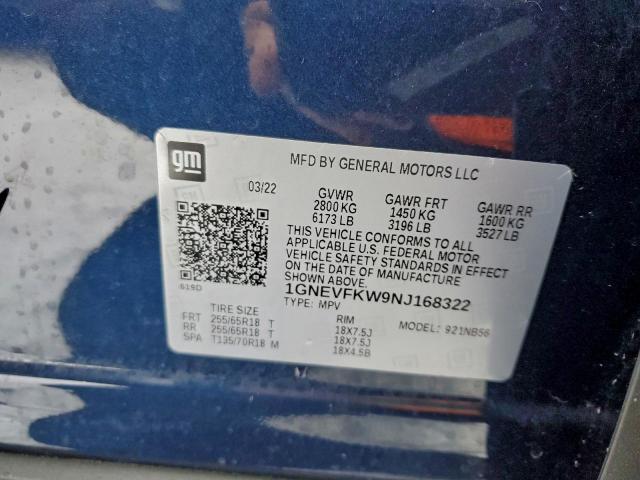 gm
MFD BY GENERAL MOTORS LLC
03/22 GVWR GAWR FRT GAWR RR
2800 KG 1450 KG 1600 KG
6173 LB 3196 LB 3527 LB
THIS VEHICLE CONFORMS TO ALL
APPLICABLE U.S. FEDERAL MOTOR
VEHICLE SAFETY STANDARDS IN EFFECT
ON THE DATE OF MANUFACTURE
619D
1GNEVFKW9NJ168322
TYPE: MPV
TIRE SIZE RIM MODEL: 921NB56
FRT 255/65R18 T 18X7.5J
RR 255/65R18 T 18X7.5J
SPA T135/70R18 M 18X4.5B